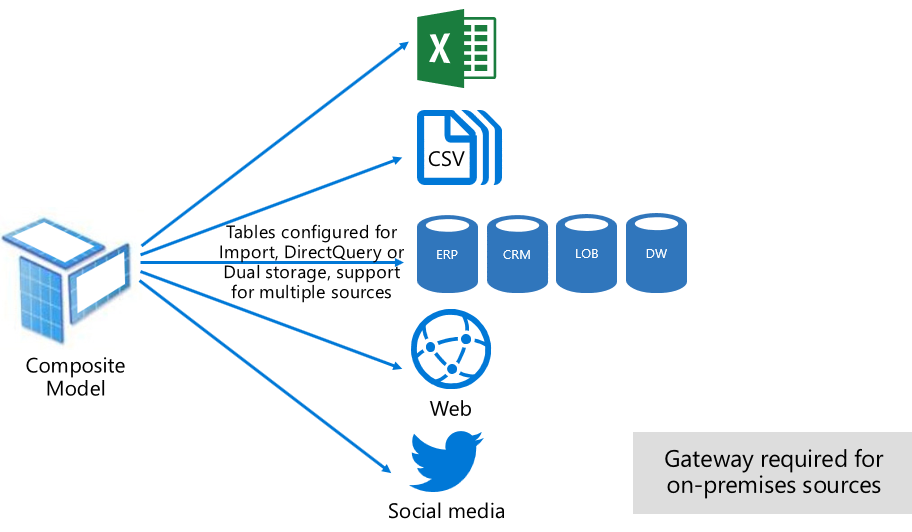 X
CSV
Tables configured for
Import, DirectQuery or
Dual storage, support
for multiple sources
ERP
CRM
LOB
DW
Composite
Model
Web
Social media
Gateway required for
on-premises sources